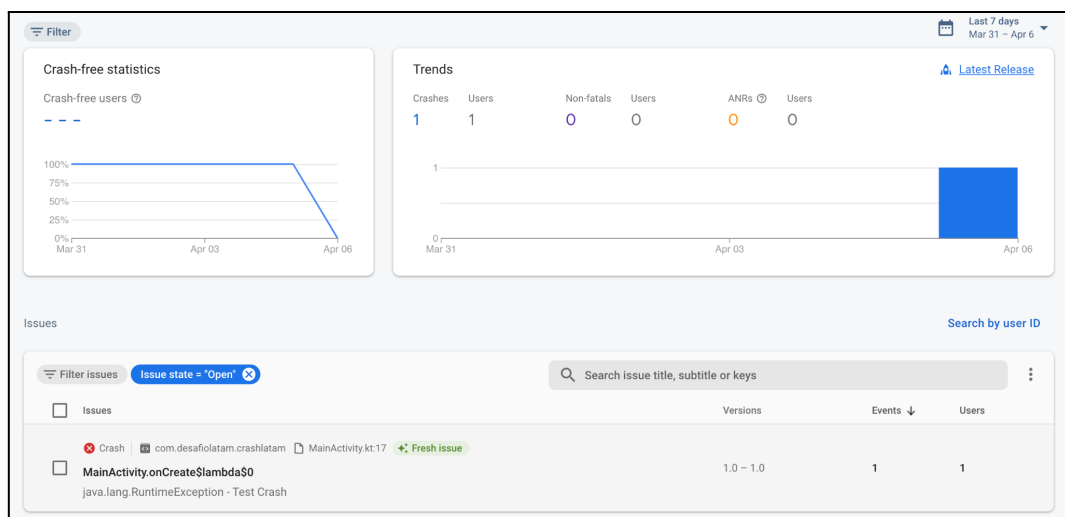 Filter
Last 7 days
Mar 31 – Apr 6
Crash-free statistics
Crash-free users
- - -
100%
75%
50%
25%
0%
Mar 31 Apr 03 Apr 06
Trends
Latest Release
Crashes Users Non-fatals Users ANRs Users
1 1 0 0 0 0
1
0
Mar 31 Apr 03 Apr 06
Issues
Search by user ID
Filter issues Issue state = "Open" Search issue title, subtitle or keys
Issues Versions Events Users
Crash com.desafiolatam.crashlatam MainActivity.kt:17 Fresh issue
MainActivity.onCreate$lambda$0 1.0 – 1.0 1 1
java.lang.RuntimeException - Test Crash